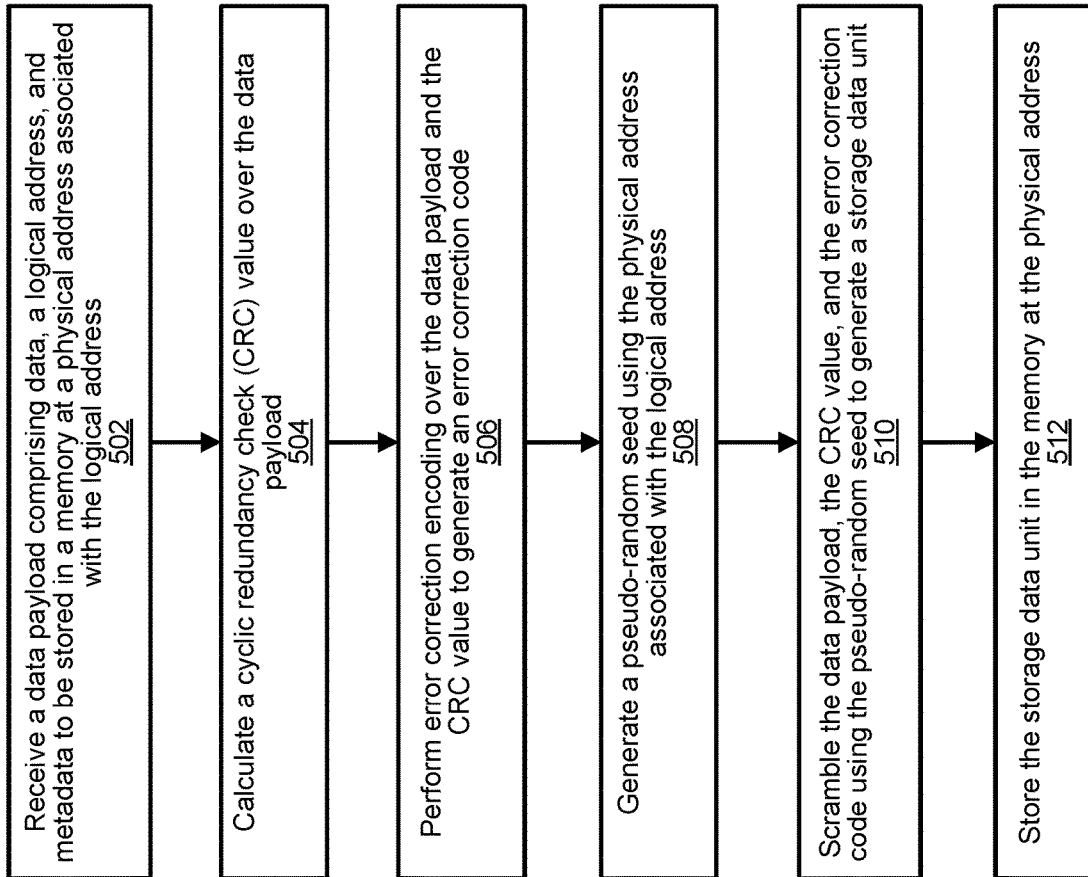 Receive a data payload comprising data, a logical address, and
metadata to be stored in a memory at a physical address associated
with the logical address
502
Calculate a cyclic redundancy check (CRC) value over the data
payload
504
Perform error correction encoding over the data payload and the
CRC value to generate an error correction code
506
Generate a pseudo-random seed using the physical address
associated with the logical address
508
Scramble the data payload, the CRC value, and the error correction
code using the pseudo-random seed to generate a storage data unit
510
Store the storage data unit in the memory at the physical address
512